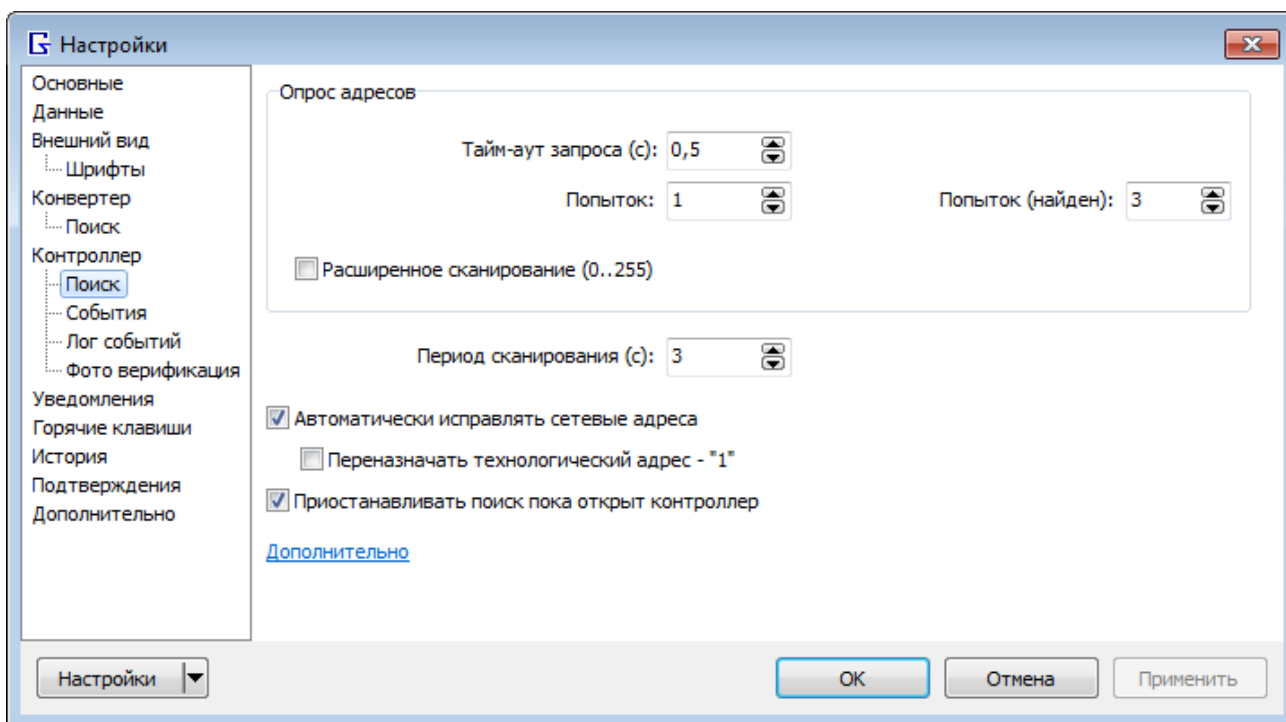 Настройки
Основные
Данные
Внешний вид
Шрифты
Конвертер
Поиск
Контроллер
Поиск
События
Лог событий
Фото верификация
Уведомления
Горячие клавиши
История
Подтверждения
Дополнительно
Опрос адресов
Тайм-аут запроса (с): 0,5
Попыток: 1 Попыток (найден): 3
Расширенное сканирование (0..255)
Период сканирования (с): 3
Автоматически исправлять сетевые адреса
Переназначать технологический адрес - "1"
Приостанавливать поиск пока открыт контроллер
Дополнительно
Настройки OK Отмена Применить